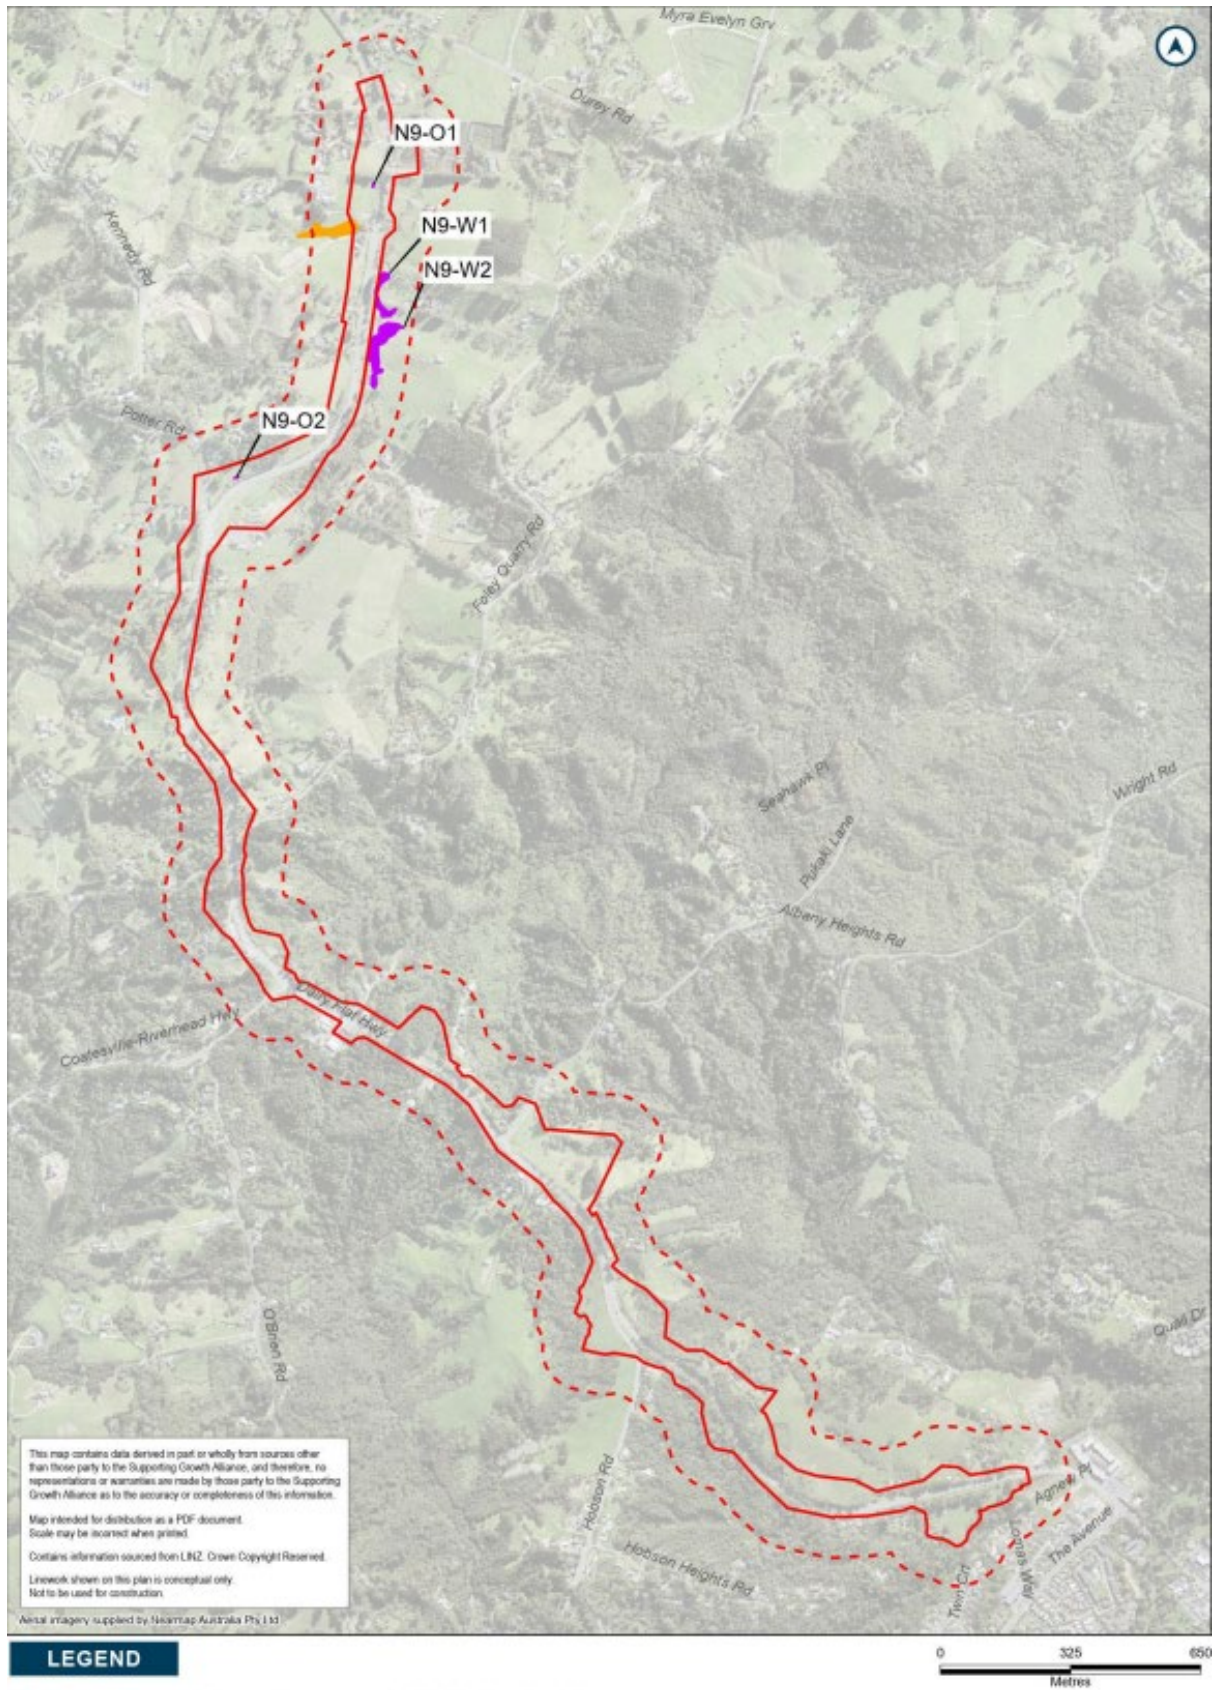 Myra Evelyn Grv
Durey Rd
N9-O1
Kennedy Rd
N9-W1
N9-W2
Potter Rd
N9-O2
Foley Quarry Rd
Seahawk Pl
Wright Rd
Pukaki Lane
Albany Heights Rd
Dairy Flat Hwy
Coatesville-Riverhead Hwy
O'Brien Rd
Quail Dr
This map contains data derived in part or wholly from sources other
than those party to the Supporting Growth Alliance, and therefore, no
representations or warranties are made by those party to the Supporting
Growth Alliance as to the accuracy or completeness of this information.
Map intended for distribution as a PDF document.
Scale may be incorrect when printed.
Contains information sourced from LINZ. Crown Copyright Reserved.
Linework shown on this plan is conceptual only.
Not to be used for construction.
Hobson Rd
Agnew Pl
The Avenue
Lomas Way
Hobson Heights Rd
Twin Crt
Aerial imagery supplied by Nearmap Australia Pty Ltd
LEGEND
0 325 650
Metres